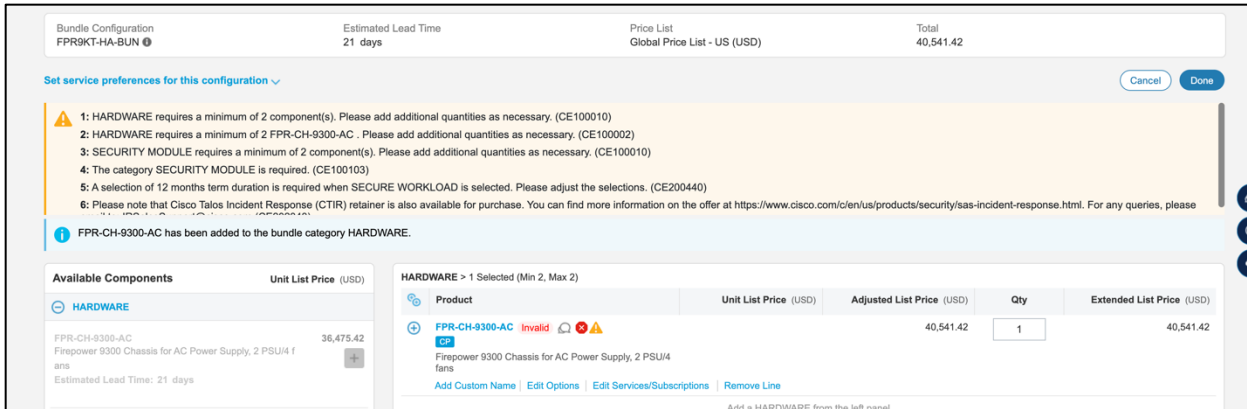 Bundle Configuration
FPR9KT-HA-BUN
Estimated Lead Time
21 days
Price List
Global Price List - US (USD)
Total
40,541.42
Set service preferences for this configuration
Cancel
Done
1: HARDWARE requires a minimum of 2 component(s). Please add additional quantities as necessary. (CE100010)
2: HARDWARE requires a minimum of 2 FPR-CH-9300-AC . Please add additional quantities as necessary. (CE100002)
3: SECURITY MODULE requires a minimum of 2 component(s). Please add additional quantities as necessary. (CE100010)
4: The category SECURITY MODULE is required. (CE100103)
5: A selection of 12 months term duration is required when SECURE WORKLOAD is selected. Please adjust the selections. (CE200440)
6: Please note that Cisco Talos Incident Response (CTIR) retainer is also available for purchase. You can find more information on the offer at https://www.cisco.com/c/en/us/products/security/sas-incident-response.html. For any queries, please
FPR-CH-9300-AC has been added to the bundle category HARDWARE.
Available Components
Unit List Price (USD)
HARDWARE
FPR-CH-9300-AC
36,475.42
Firepower 9300 Chassis for AC Power Supply, 2 PSU/4 f
ans
Estimated Lead Time: 21 days
HARDWARE > 1 Selected (Min 2, Max 2)
Product
Unit List Price (USD)
Adjusted List Price (USD)
Qty
Extended List Price (USD)
FPR-CH-9300-AC Invalid
40,541.42
1
40,541.42
CP
Firepower 9300 Chassis for AC Power Supply, 2 PSU/4
fans
Add Custom Name | Edit Options | Edit Services/Subscriptions | Remove Line
Add a HARDWARE from the left panel